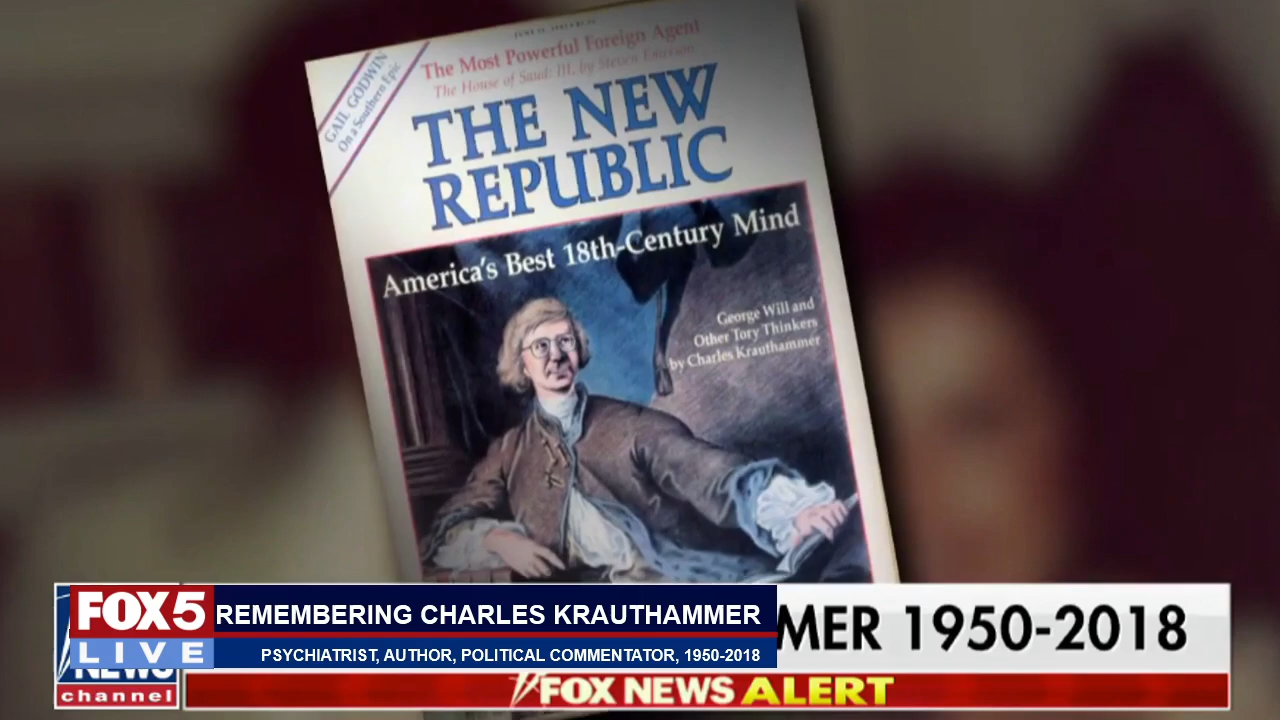 The Most Powerful Foreign Agent
The House of Saud: III, by Steven Emerson
GAIL GODWIN
On a Southern Epic
THE NEW
REPUBLIC
America's Best 18th-Century Mind
George Will and
Other Tory Thinkers
by Charles Krauthammer
FOX 5
LIVE
REMEMBERING CHARLES KRAUTHAMMER
PSYCHIATRIST, AUTHOR, POLITICAL COMMENTATOR, 1950-2018
MER 1950-2018
NEWS
channel
FOX NEWS ALERT